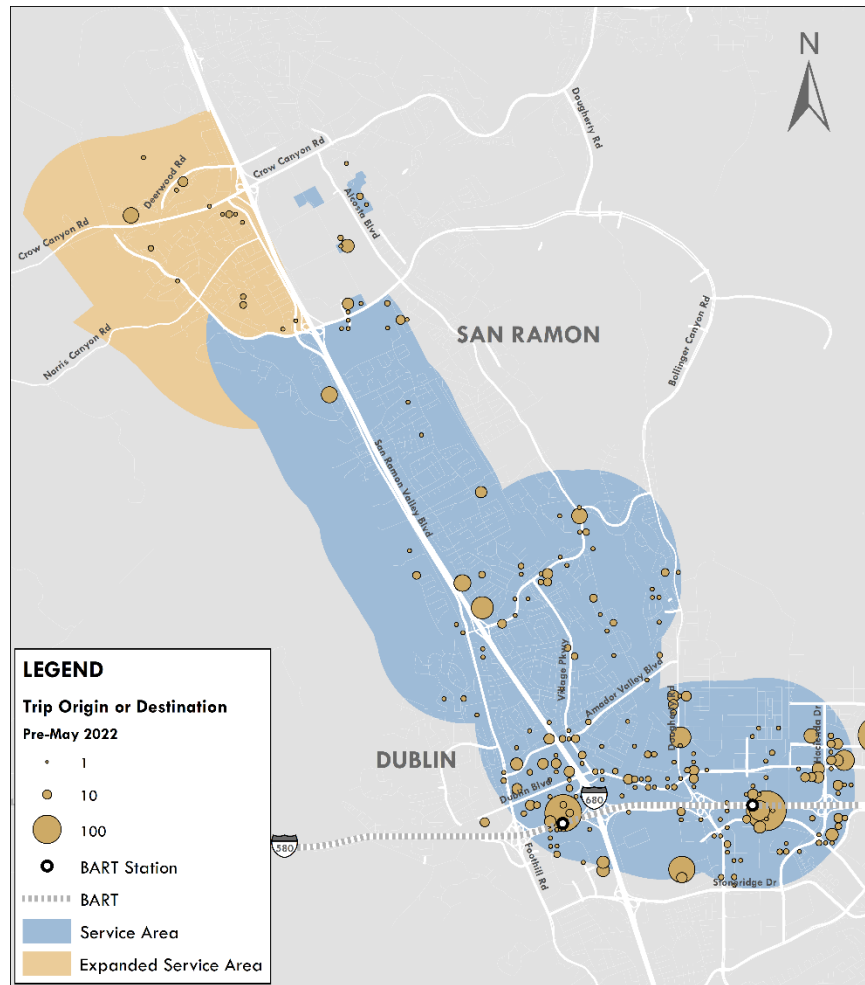 N
Dougherty Rd
Crow Canyon Rd
Deerwood Rd
Alcosta Blvd
Crow Canyon Rd
SAN RAMON
Bollinger Canyon Rd
Norris Canyon Rd
San Ramon Valley Blvd
Village Pkwy
Amador Valley Blvd
Dougherty Rd
Hacienda Dr
DUBLIN
Dublin Blvd
680
580
Foothill Rd
Stoneridge Dr
LEGEND
Trip Origin or Destination
Pre-May 2022
1
10
100
BART Station
BART
Service Area
Expanded Service Area